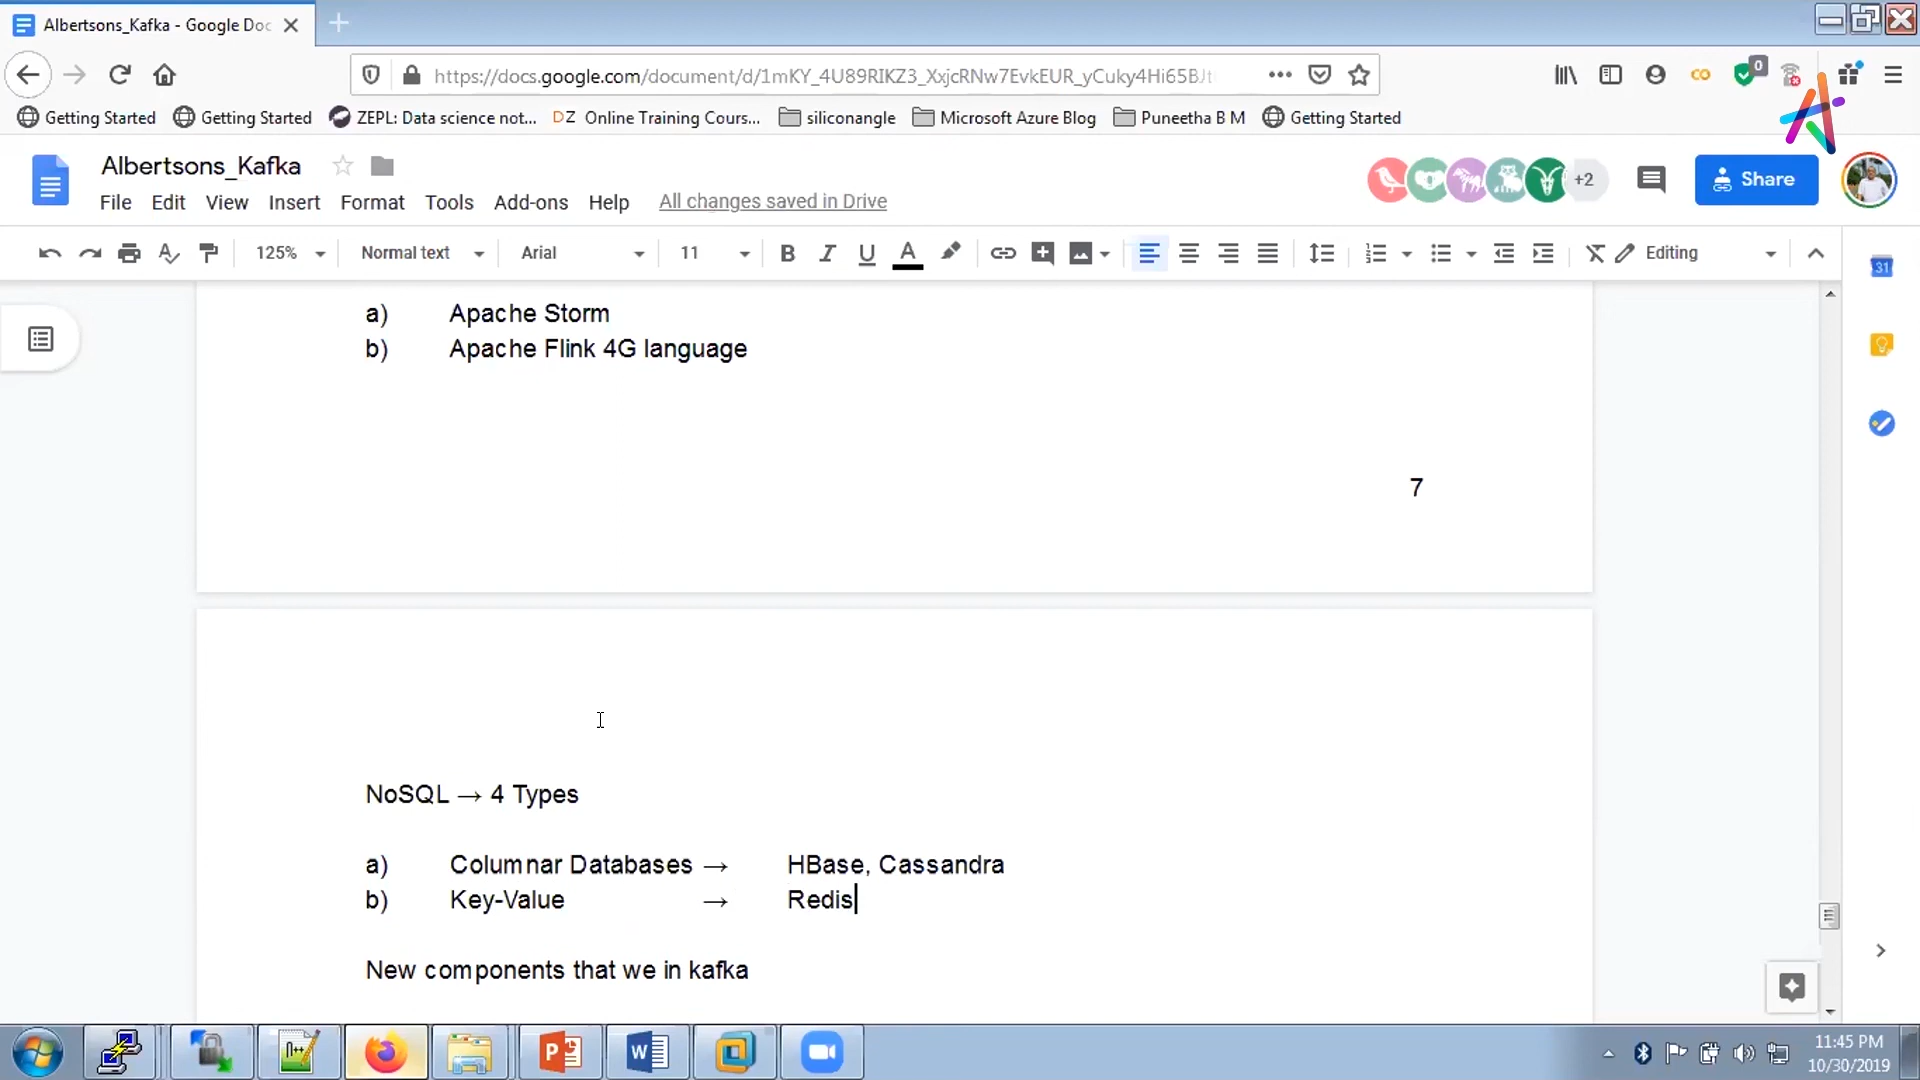 Albertsons_Kafka - Google Doc
https://docs.google.com/document/d/1mKY_4U89RIKZ3_XxjcRNw7EvkEUR_yCuky4Hi65BJt
0
Getting Started
Getting Started
ZEPL: Data science not...
DZ Online Training Cours...
siliconangle
Microsoft Azure Blog
Puneetha B M
Getting Started
Albertsons_Kafka
+2
Share
File Edit View Insert Format Tools Add-ons Help All changes saved in Drive
125% Normal text Arial 11 B I U A Editing
31
a) Apache Storm
b) Apache Flink 4G language
7
NoSQL → 4 Types
a) Columnar Databases → HBase, Cassandra
b) Key-Value → Redis
New components that we in kafka
11:45 PM
10/30/2019